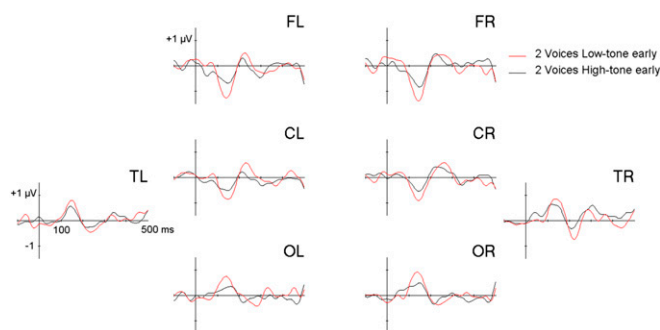 FL
FR
+1 µV
2 Voices Low-tone early
2 Voices High-tone early
CL
CR
TL
TR
+1 µV
100
500 ms
-1
OL
OR